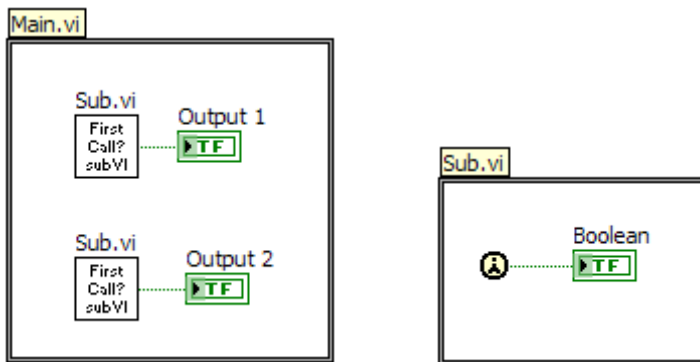 Main.vi
Sub.vi
First
Call?
subVI
Output 1
TF
Sub.vi
First
Call?
subVI
Output 2
TF
Sub.vi
Boolean
TF